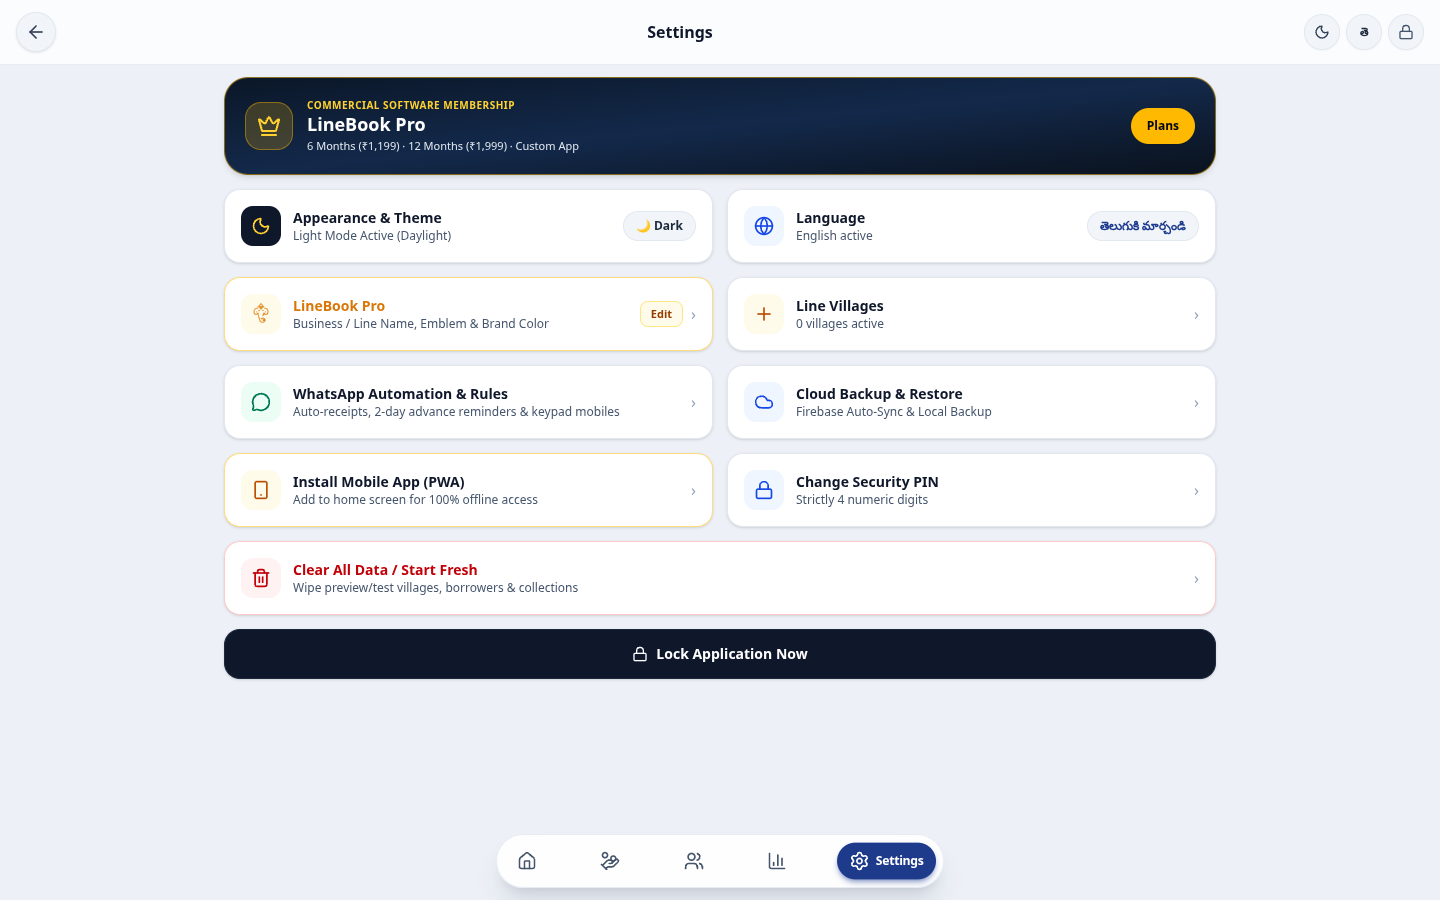 Settings
తె
COMMERCIAL SOFTWARE MEMBERSHIP
LineBook Pro
6 Months (₹1,199) · 12 Months (₹1,999) · Custom App
Plans
Appearance & Theme
Light Mode Active (Daylight)
🌙 Dark
Language
English active
తెలుగుకి మార్చండి
LineBook Pro
Business / Line Name, Emblem & Brand Color
Edit
Line Villages
0 villages active
WhatsApp Automation & Rules
Auto-receipts, 2-day advance reminders & keypad mobiles
Cloud Backup & Restore
Firebase Auto-Sync & Local Backup
Install Mobile App (PWA)
Add to home screen for 100% offline access
Change Security PIN
Strictly 4 numeric digits
Clear All Data / Start Fresh
Wipe preview/test villages, borrowers & collections
Lock Application Now
Settings